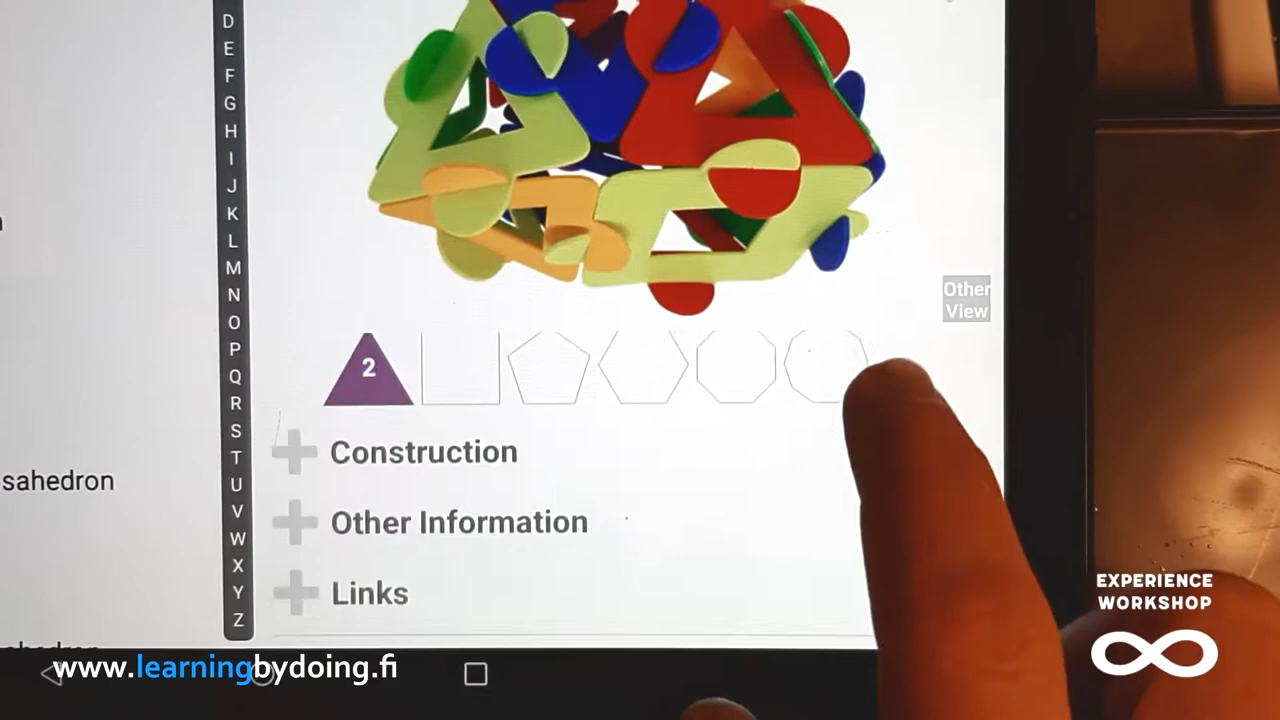 D
E
F
G
H
I
J
K
L
M
N
O
P
Q
R
S
T
U
V
W
X
Y
Z
sahedron
Other
View
2
Construction
Other Information
Links
EXPERIENCE
WORKSHOP
www.learningbydoing.fi